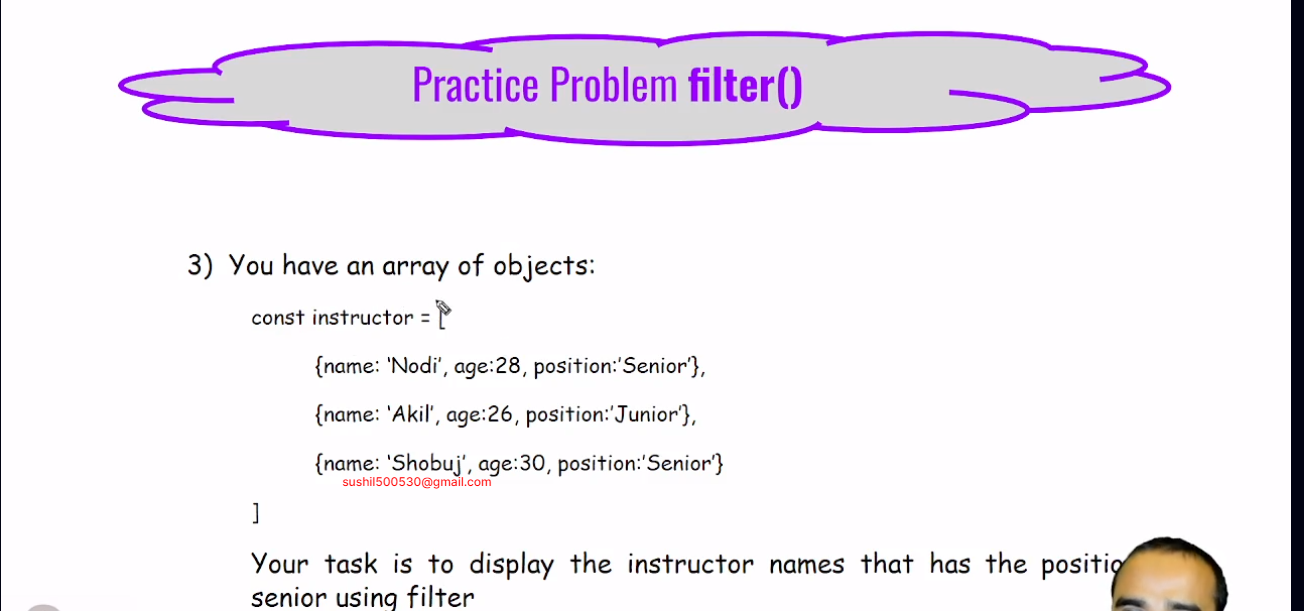 Practice Problem filter()
3) You have an array of objects:
const instructor = [
{name: ‘Nodi’, age:28, position:’Senior’},
{name: ‘Akil’, age:26, position:’Junior’},
{name: ‘Shobuj’, age:30, position:’Senior’}
sushil500530@gmail.com
]
Your task is to display the instructor names that has the
senior using filter